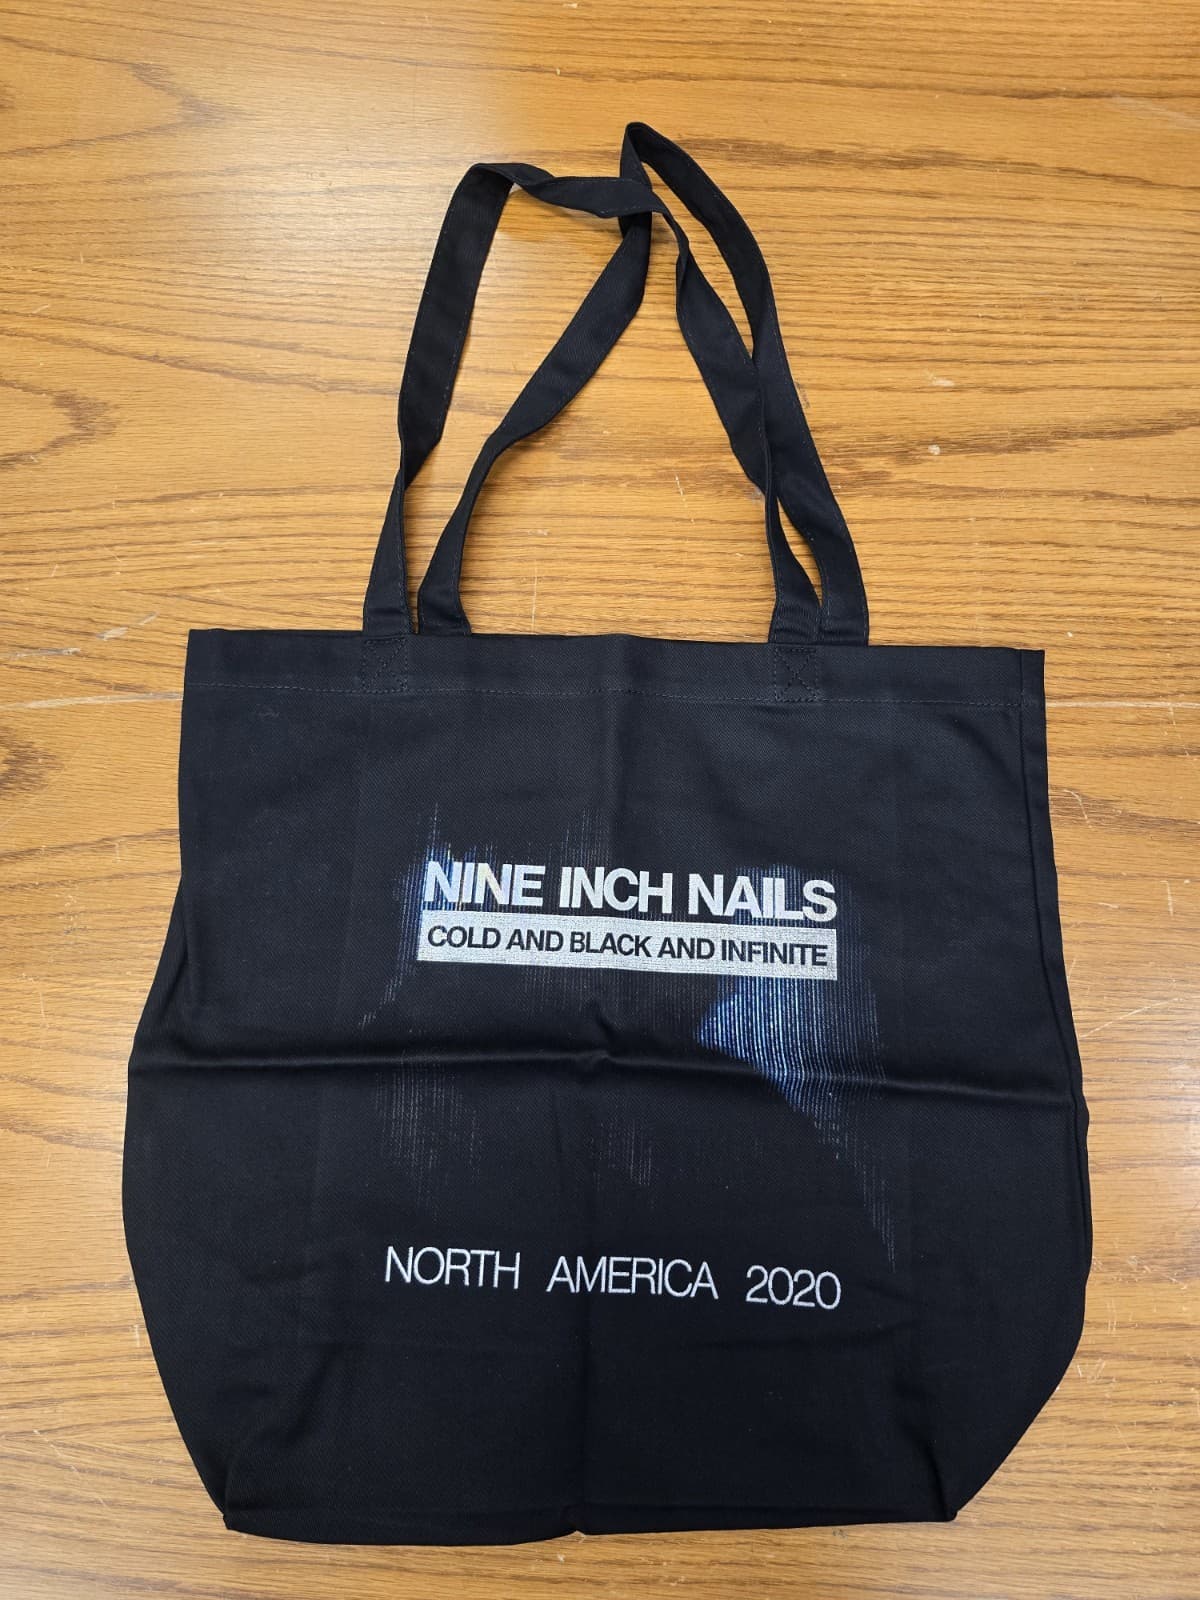 NINE INCH NAILS
COLD AND BLACK AND INFINITE
NORTH AMERICA 2020